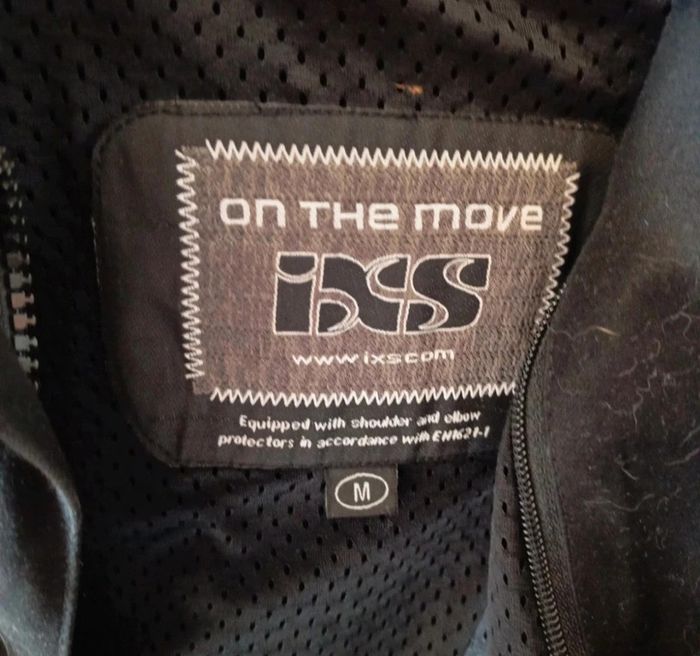 on THE move
iXS
www.ixs.com
Equipped with shoulder and elbow
protectors in accordance with EN1621-1
M